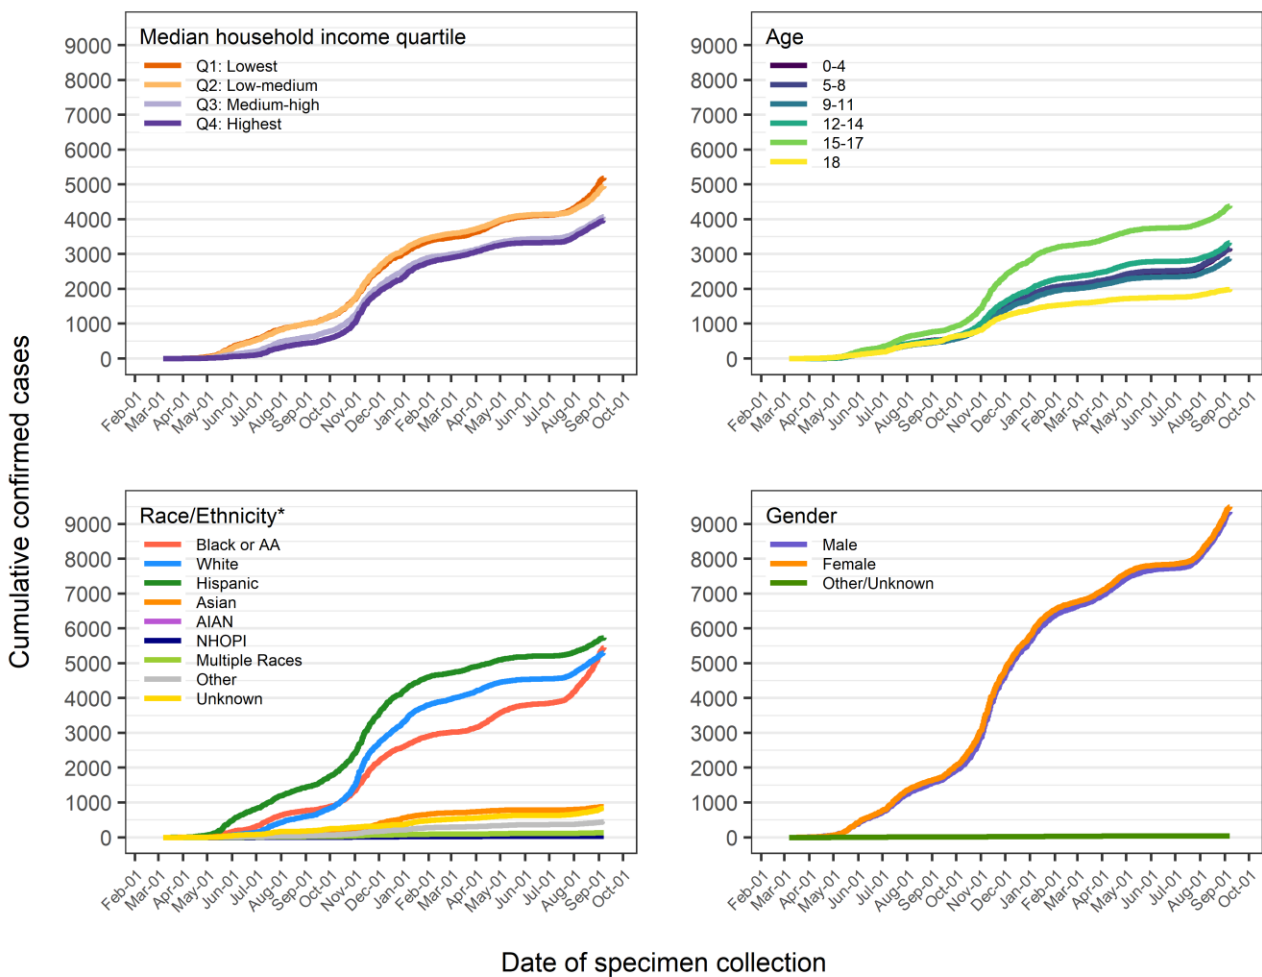 Cumulative confirmed cases
Median household income quartile
Q1: Lowest
Q2: Low-medium
Q3: Medium-high
Q4: Highest
9000
8000
7000
6000
5000
4000
3000
2000
1000
0
Feb-01 Mar-01 Apr-01 May-01 Jun-01 Jul-01 Aug-01 Sep-01 Oct-01 Nov-01 Dec-01 Jan-01 Feb-01 Mar-01 Apr-01 May-01 Jun-01 Jul-01 Aug-01 Sep-01 Oct-01
Age
0-4
5-8
9-11
12-14
15-17
18
9000
8000
7000
6000
5000
4000
3000
2000
1000
0
Feb-01 Mar-01 Apr-01 May-01 Jun-01 Jul-01 Aug-01 Sep-01 Oct-01 Nov-01 Dec-01 Jan-01 Feb-01 Mar-01 Apr-01 May-01 Jun-01 Jul-01 Aug-01 Sep-01 Oct-01
Race/Ethnicity*
Black or AA
White
Hispanic
Asian
AIAN
NHOPI
Multiple Races
Other
Unknown
9000
8000
7000
6000
5000
4000
3000
2000
1000
0
Feb-01 Mar-01 Apr-01 May-01 Jun-01 Jul-01 Aug-01 Sep-01 Oct-01 Nov-01 Dec-01 Jan-01 Feb-01 Mar-01 Apr-01 May-01 Jun-01 Jul-01 Aug-01 Sep-01 Oct-01
Gender
Male
Female
Other/Unknown
9000
8000
7000
6000
5000
4000
3000
2000
1000
0
Feb-01 Mar-01 Apr-01 May-01 Jun-01 Jul-01 Aug-01 Sep-01 Oct-01 Nov-01 Dec-01 Jan-01 Feb-01 Mar-01 Apr-01 May-01 Jun-01 Jul-01 Aug-01 Sep-01 Oct-01
Date of specimen collection